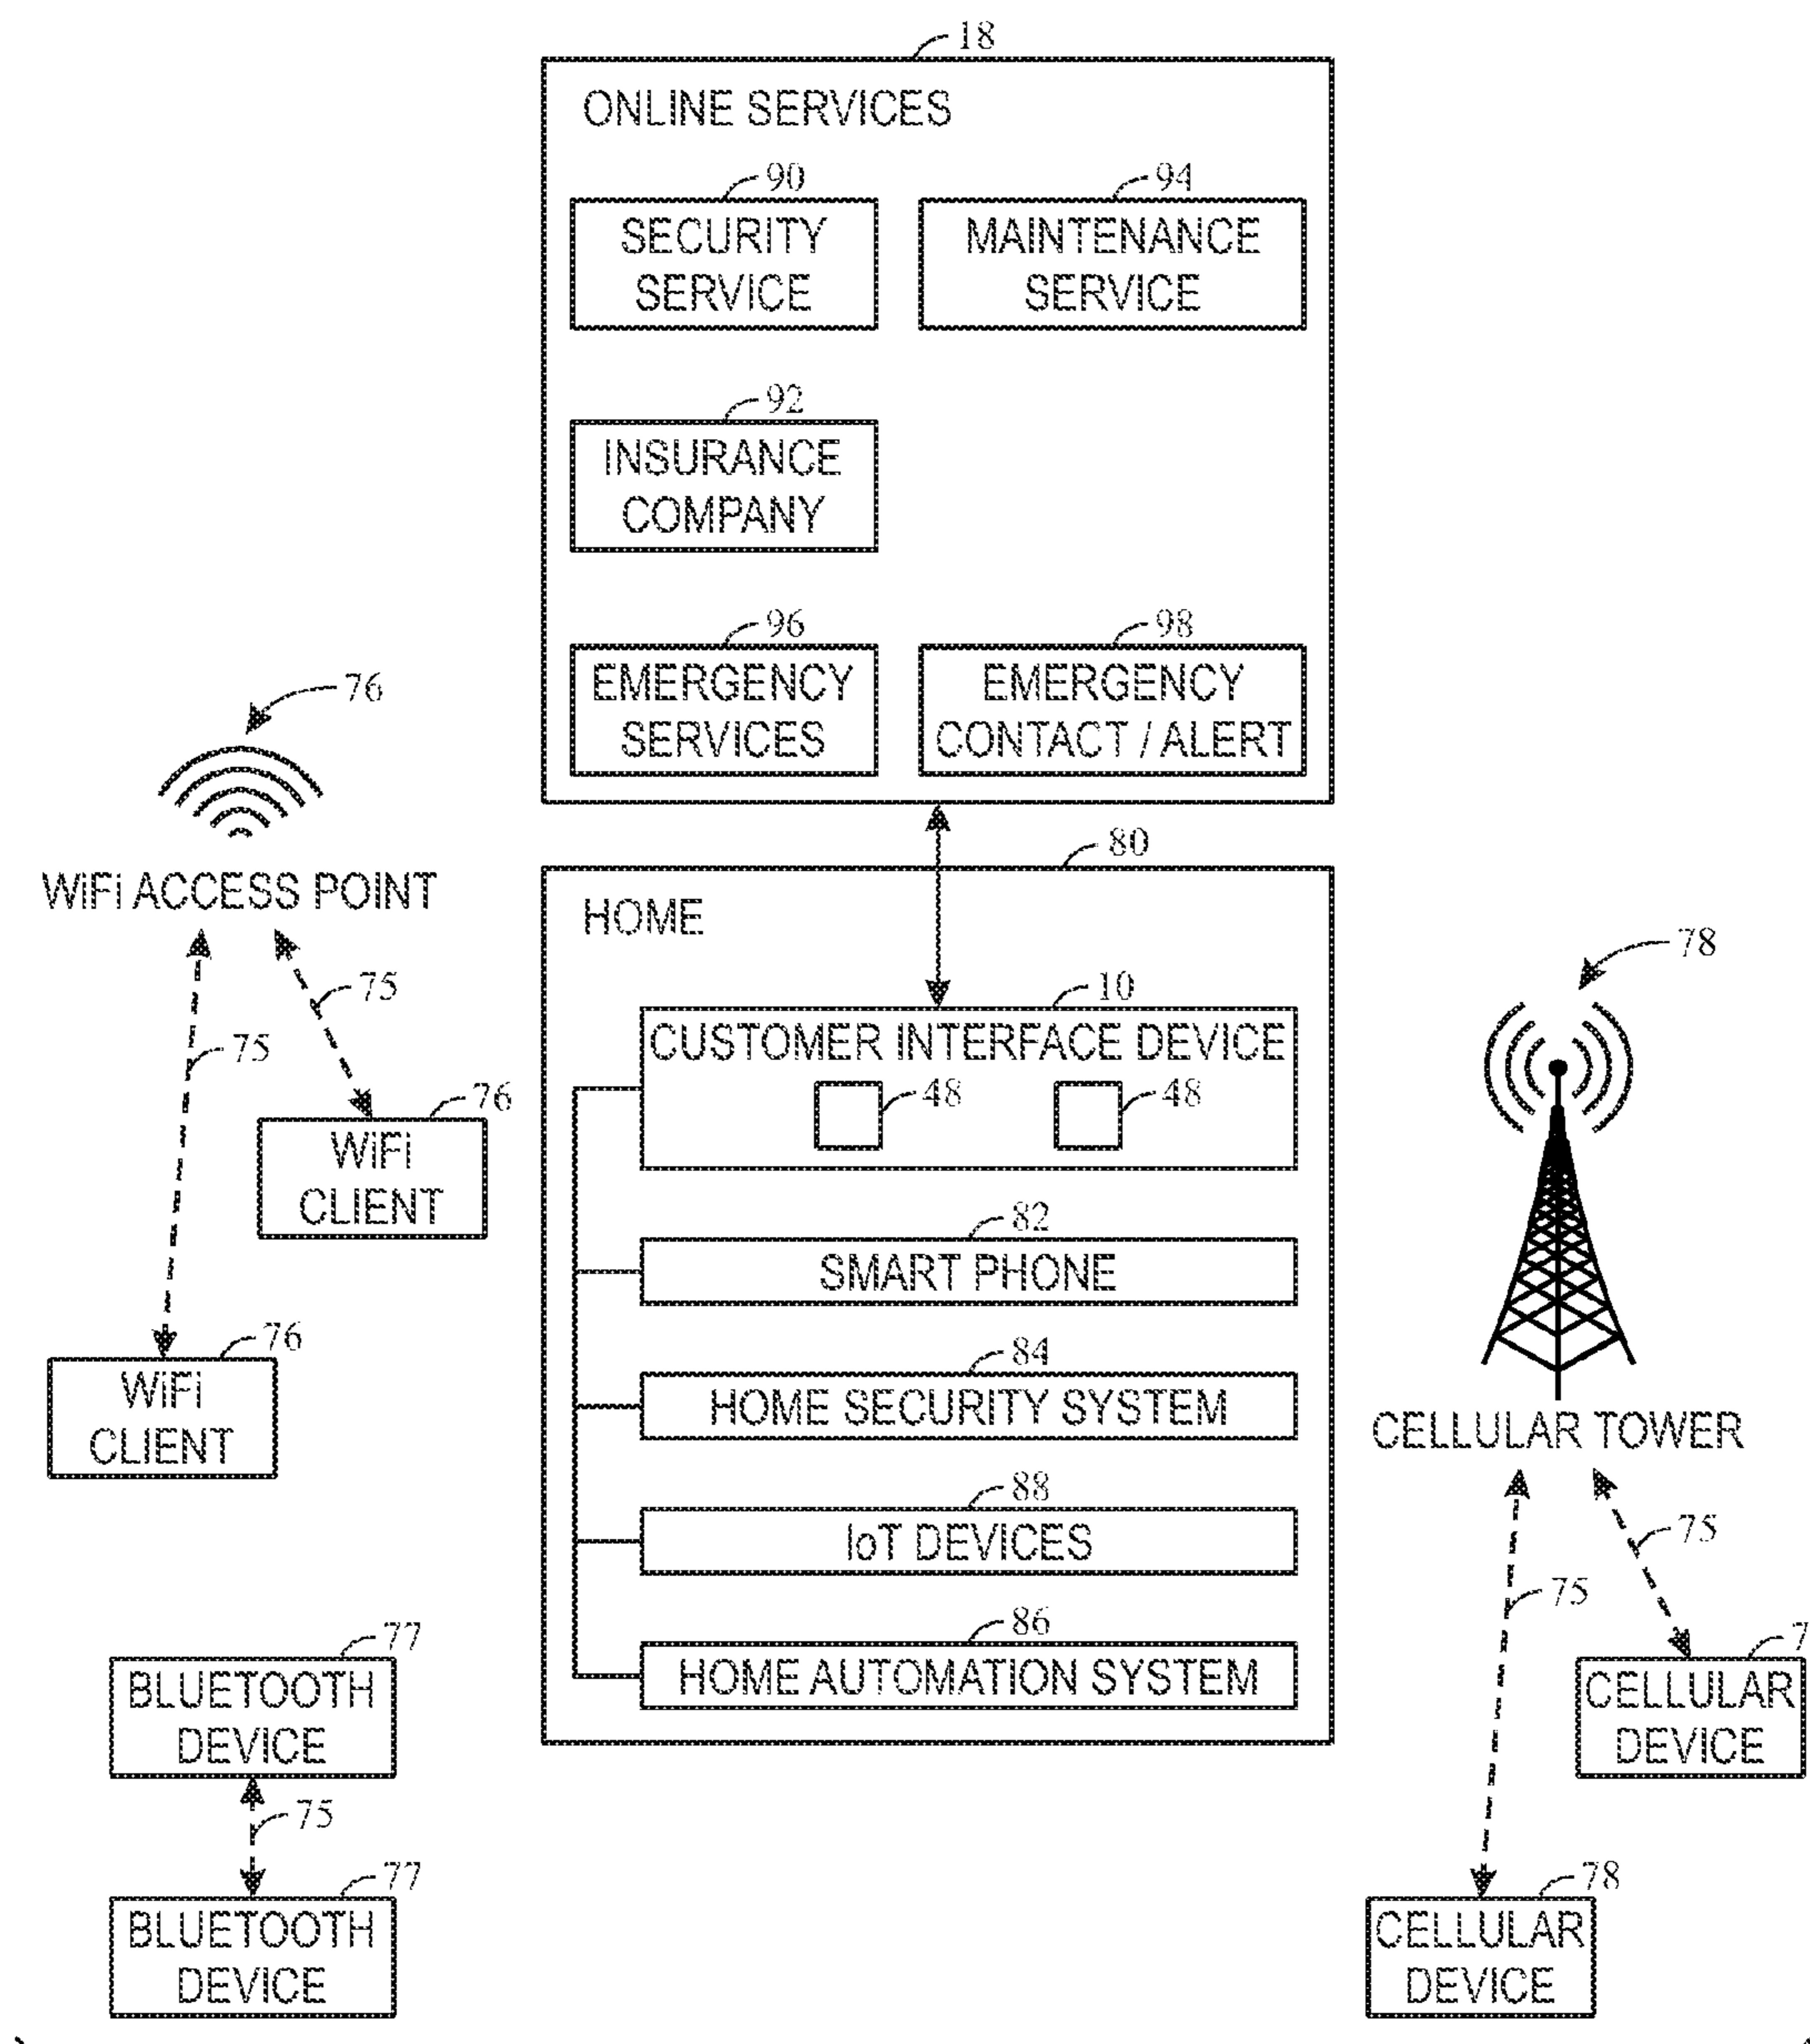 18
ONLINE SERVICES
90
SECURITY
SERVICE
94
MAINTENANCE
SERVICE
92
INSURANCE
COMPANY
96
EMERGENCY
SERVICES
98
EMERGENCY
CONTACT / ALERT
76
WiFi ACCESS POINT
75
75
76
WiFi
CLIENT
76
WiFi
CLIENT
80
HOME
10
CUSTOMER INTERFACE DEVICE
48
48
82
SMART PHONE
84
HOME SECURITY SYSTEM
88
IoT DEVICES
86
HOME AUTOMATION SYSTEM
78
CELLULAR TOWER
75
75
7
CELLULAR
DEVICE
78
CELLULAR
DEVICE
77
BLUETOOTH
DEVICE
75
77
BLUETOOTH
DEVICE